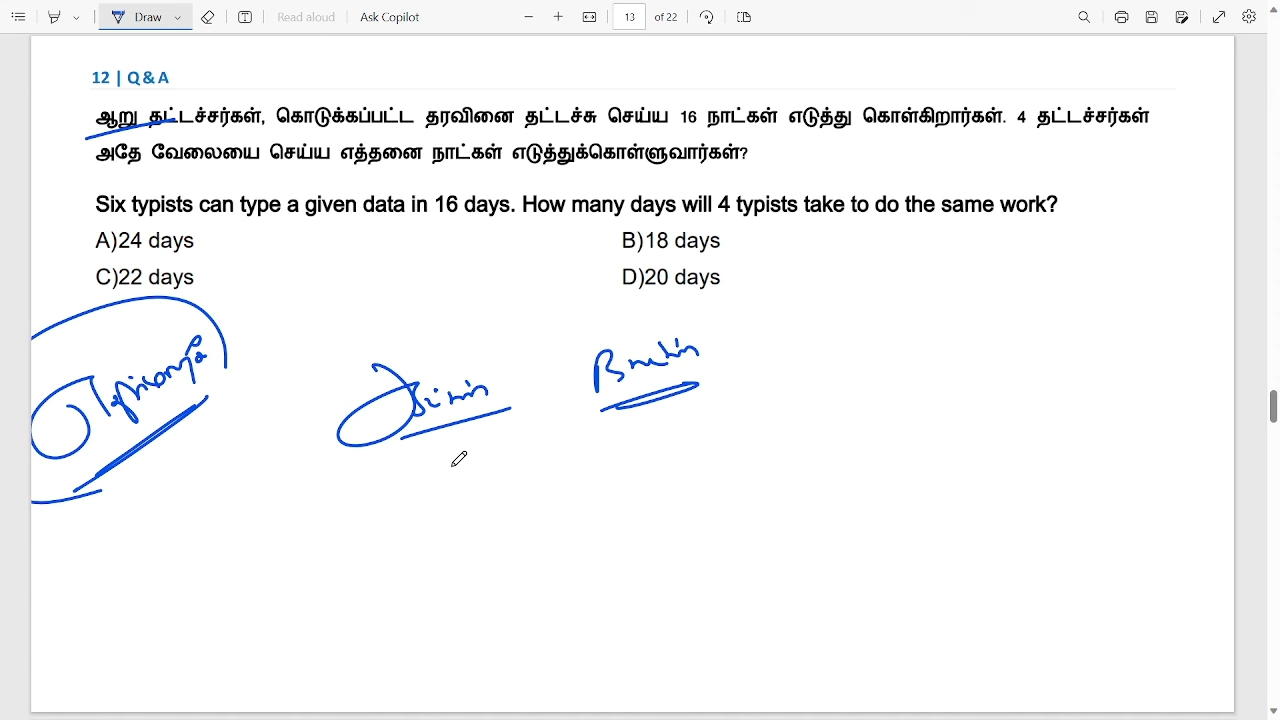 Draw
Read aloud
Ask Copilot
13 of 22
12 | Q & A
ஆறு தட்டச்சர்கள், கொடுக்கப்பட்ட தரவினை தட்டச்சு செய்ய 16 நாட்கள் எடுத்து கொள்கிறார்கள். 4 தட்டச்சர்கள்
அதே வேலையை செய்ய எத்தனை நாட்கள் எடுத்துக்கொள்ளுவார்கள்?
Six typists can type a given data in 16 days. How many days will 4 typists take to do the same work?
A)24 days
B)18 days
C)22 days
D)20 days